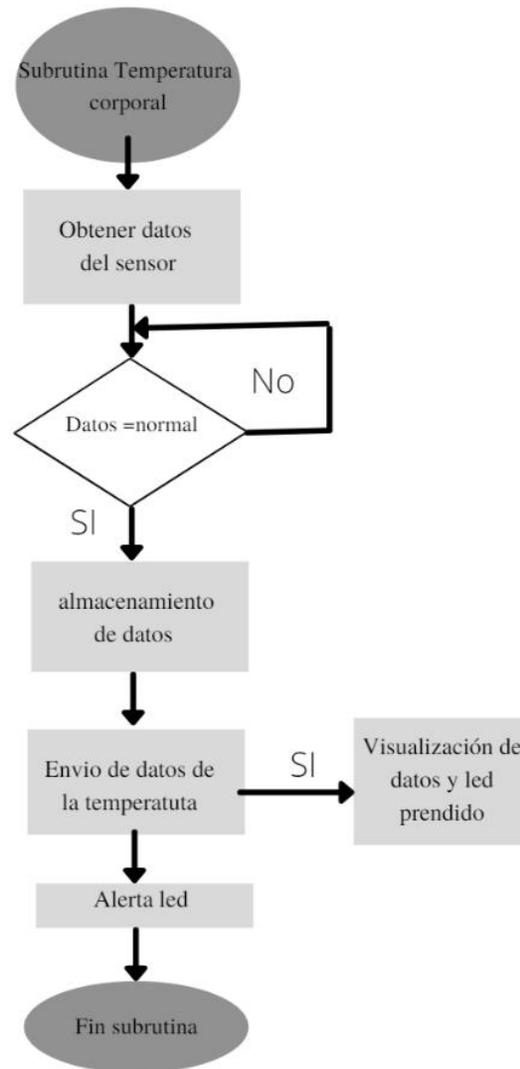 Subrutina Temperatura
corporal
Obtener datos
del sensor
No
Datos =normal
SI
almacenamiento
de datos
Envio de datos de
la temperatuta
SI
Visualización de
datos y led
prendido
Alerta led
Fin subrutina